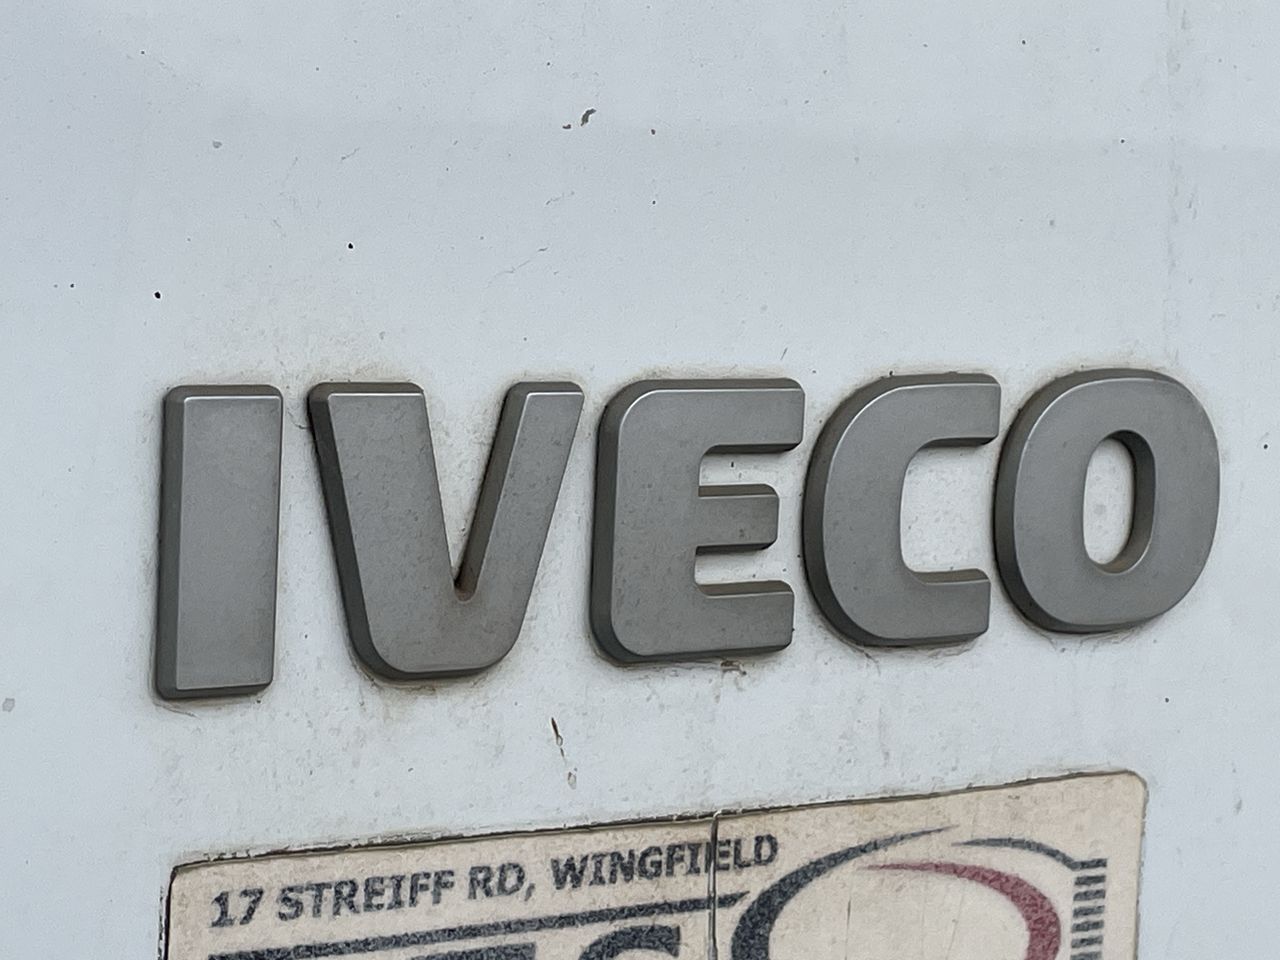 IVECO
17 STREIFF RD, WINGFIELD